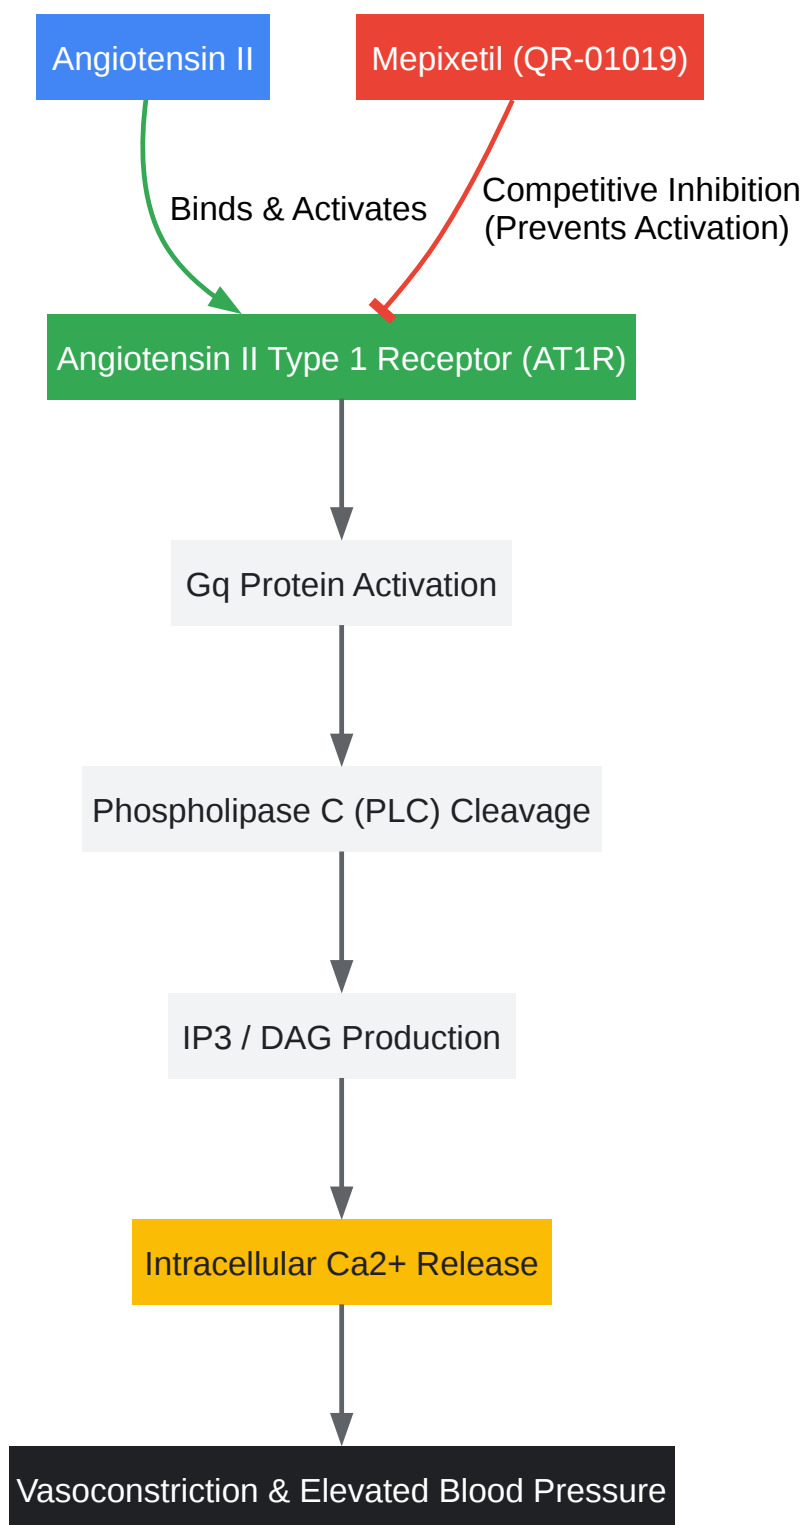 Angiotensin II
Mepixetil (QR-01019)
Binds & Activates
Competitive Inhibition
(Prevents Activation)
Angiotensin II Type 1 Receptor (AT1R)
Gq Protein Activation
Phospholipase C (PLC) Cleavage
IP3 / DAG Production
Intracellular Ca2+ Release
Vasoconstriction & Elevated Blood Pressure